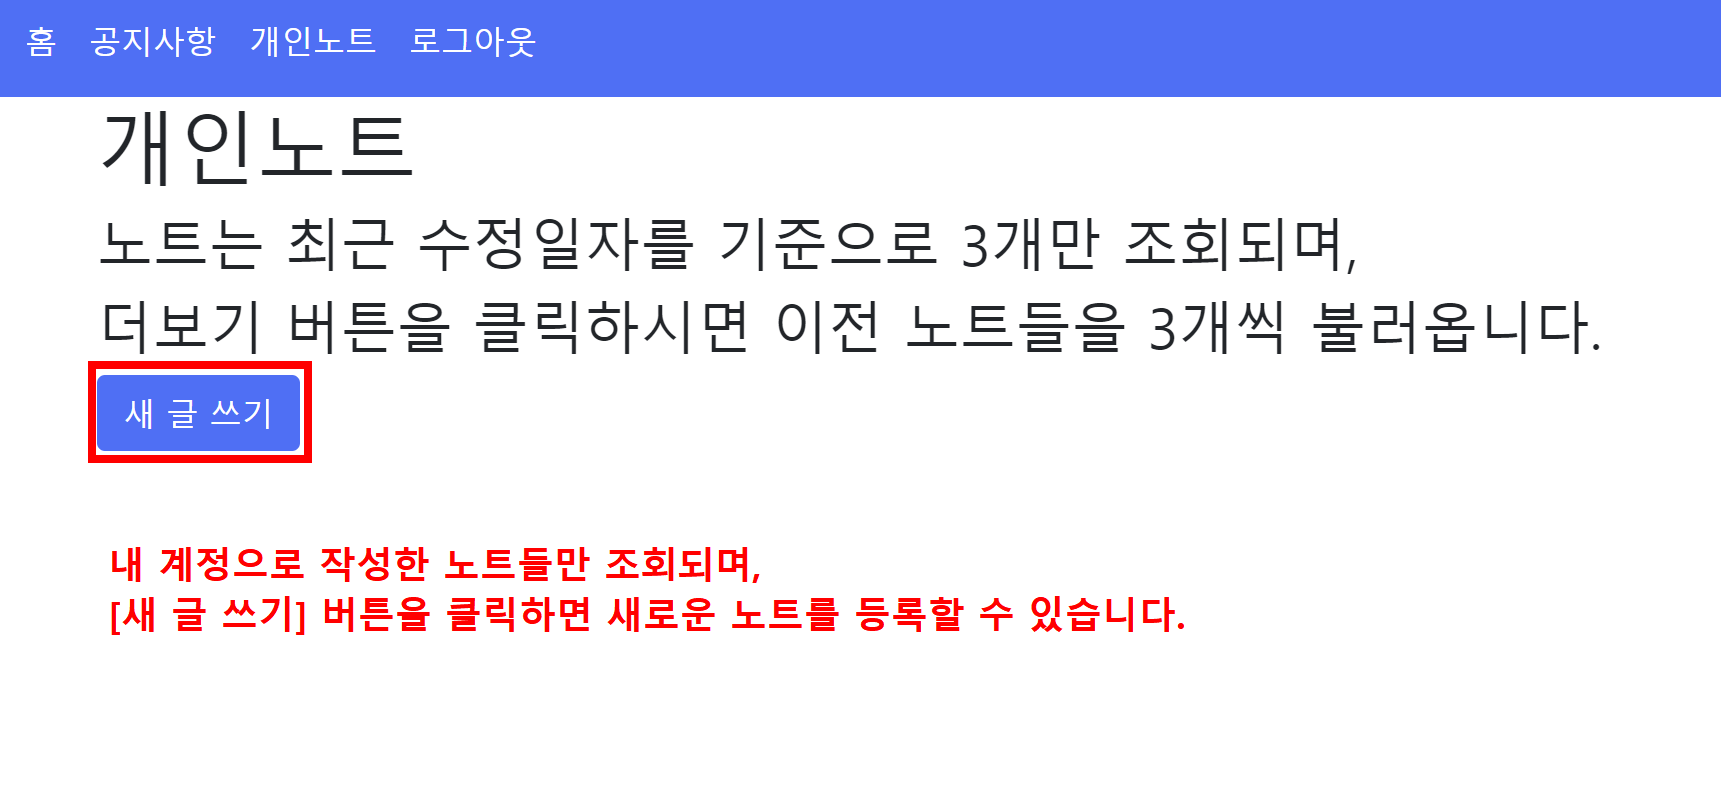 홈 공지사항 개인노트 로그아웃
개인노트
노트는 최근 수정일자를 기준으로 3개만 조회되며,
더보기 버튼을 클릭하시면 이전 노트들을 3개씩 불러옵니다.
새 글 쓰기
내 계정으로 작성한 노트들만 조회되며,
[새 글 쓰기] 버튼을 클릭하면 새로운 노트를 등록할 수 있습니다.